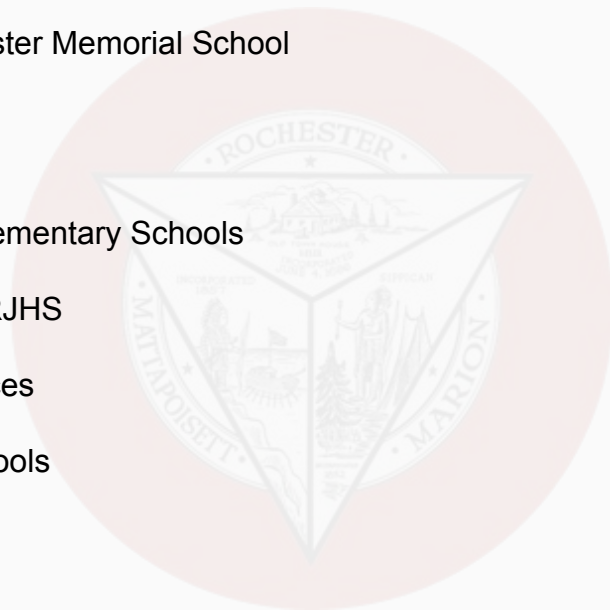 ster Memorial School
· ROCHESTER ·
ementary Schools
RJHS
· MATTAPOISETT ·
· MARION ·
es
ools